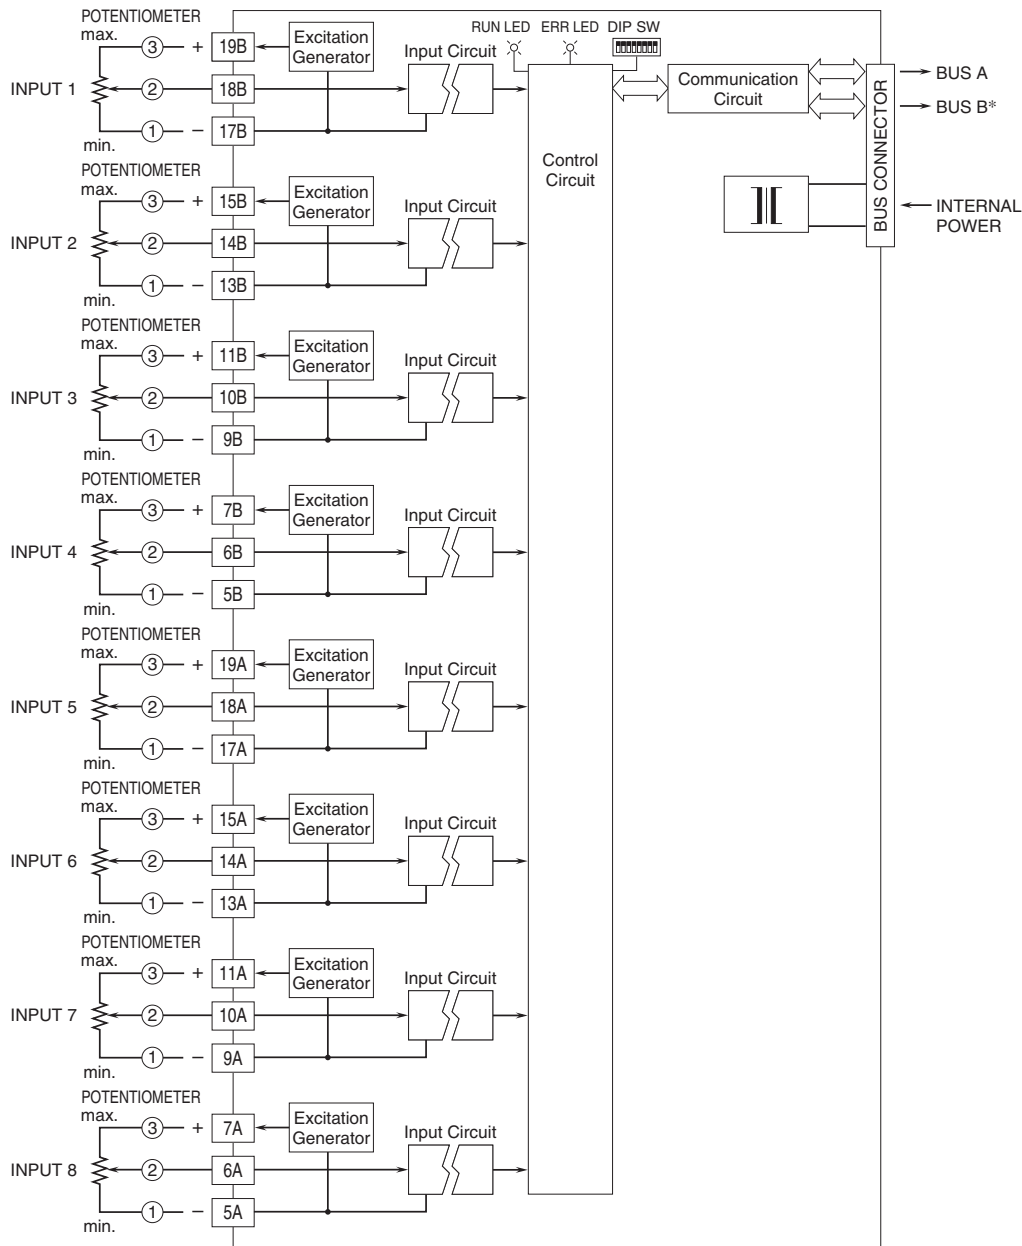 RUN LED ERR LED DIP SW
POTENTIOMETER
max.
3 + 19B
Excitation
Generator
Input Circuit
INPUT 1
2 18B
1 − 17B
min.
Communication
Circuit
BUS CONNECTOR
BUS A
BUS B*
INTERNAL
POWER
Control
Circuit
POTENTIOMETER
max.
3 + 15B
Excitation
Generator
Input Circuit
INPUT 2
2 14B
1 − 13B
min.
POTENTIOMETER
max.
3 + 11B
Excitation
Generator
Input Circuit
INPUT 3
2 10B
1 − 9B
min.
POTENTIOMETER
max.
3 + 7B
Excitation
Generator
Input Circuit
INPUT 4
2 6B
1 − 5B
min.
POTENTIOMETER
max.
3 + 19A
Excitation
Generator
Input Circuit
INPUT 5
2 18A
1 − 17A
min.
POTENTIOMETER
max.
3 + 15A
Excitation
Generator
Input Circuit
INPUT 6
2 14A
1 − 13A
min.
POTENTIOMETER
max.
3 + 11A
Excitation
Generator
Input Circuit
INPUT 7
2 10A
1 − 9A
min.
POTENTIOMETER
max.
3 + 7A
Excitation
Generator
Input Circuit
INPUT 8
2 6A
1 − 5A
min.